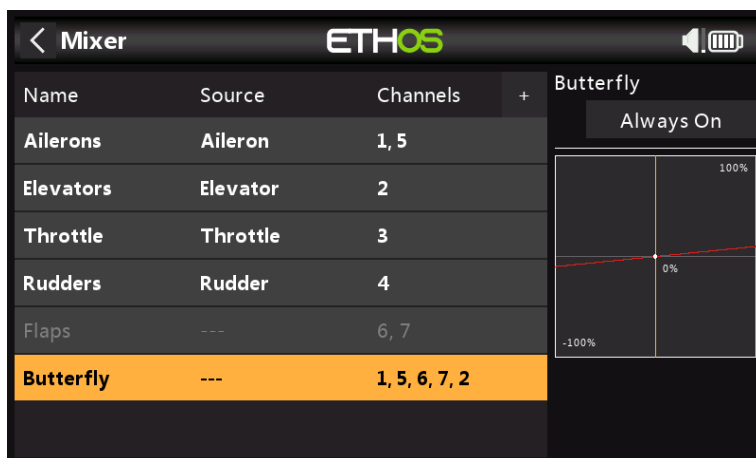 Mixer ETHOS
Name Source Channels +
Ailerons Aileron 1, 5
Elevators Elevator 2
Throttle Throttle 3
Rudders Rudder 4
Flaps --- 6, 7
Butterfly --- 1, 5, 6, 7, 2
Butterfly
Always On
100%
0%
-100%